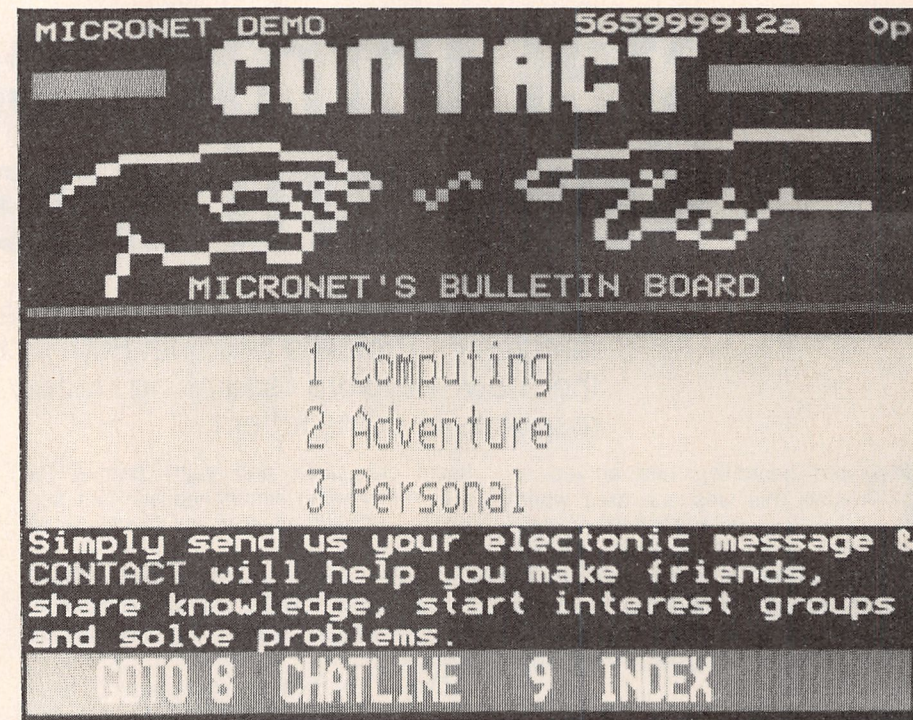 MICRONET DEMO 565999912a 0p
CONTACT
MICRONET'S BULLETIN BOARD
1 Computing
2 Adventure
3 Personal
Simply send us your electonic message &
CONTACT will help you make friends,
share knowledge, start interest groups
and solve problems.
GOTO 8 CHATLINE 9 INDEX